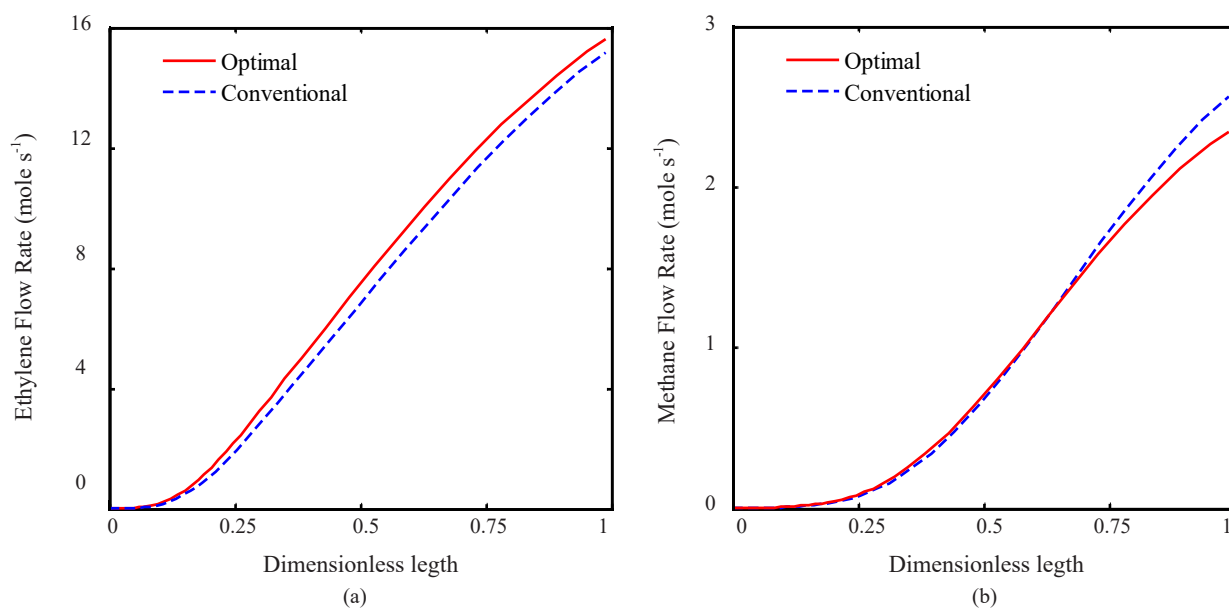 16
12
8
4
0
Ethylene Flow Rate (mole s⁻¹)
Optimal
Conventional
0
0.25
0.5
0.75
1
Dimensionless legth
(a)
3
2
1
0
Methane Flow Rate (mole s⁻¹)
Optimal
Conventional
0
0.25
0.5
0.75
1
Dimensionless legth
(b)